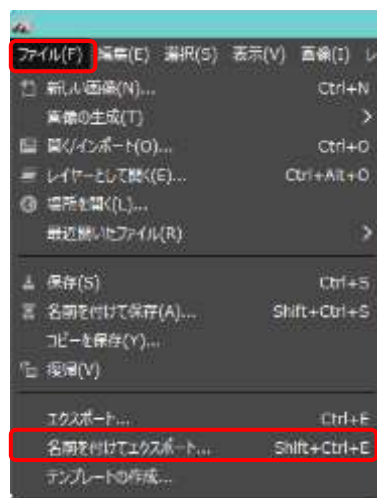 ファイル(F) 編集(E) 選択(S) 表示(V) 画像(I) レ
新しい画像(N)... Ctrl+N
画像の生成(T) >
開く/インポート(O)... Ctrl+O
レイヤーとして開く(E)... Ctrl+Alt+O
場所を開く(L)...
最近開いたファイル(R) >
保存(S) Ctrl+S
名前を付けて保存(A)... Shift+Ctrl+S
コピーを保存(Y)...
復帰(V)
エクスポート... Ctrl+E
名前を付けてエクスポート... Shift+Ctrl+E
テンプレートの作成...